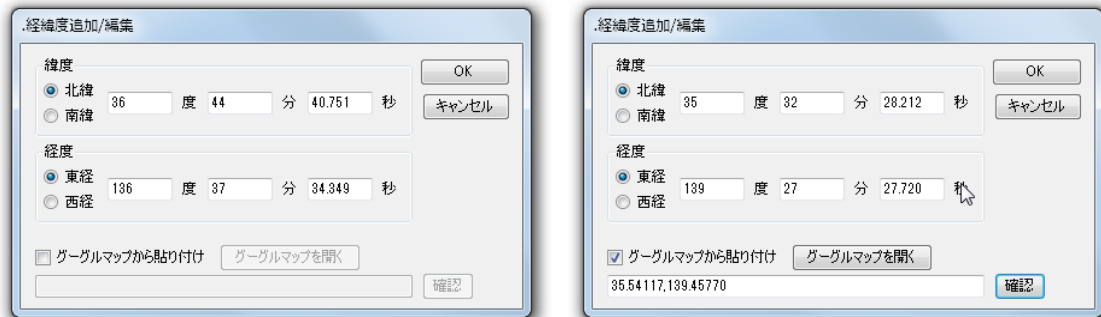 .経緯度追加/編集
緯度
北緯
南緯
36 度 44 分 40.751 秒
経度
東経
西経
136 度 37 分 34.349 秒
OK
キャンセル
グーグルマップから貼り付け グーグルマップを開く
確認
.経緯度追加/編集
緯度
北緯
南緯
35 度 32 分 28.212 秒
経度
東経
西経
139 度 27 分 27.720 秒
OK
キャンセル
グーグルマップから貼り付け グーグルマップを開く
35.54117,139.45770 確認